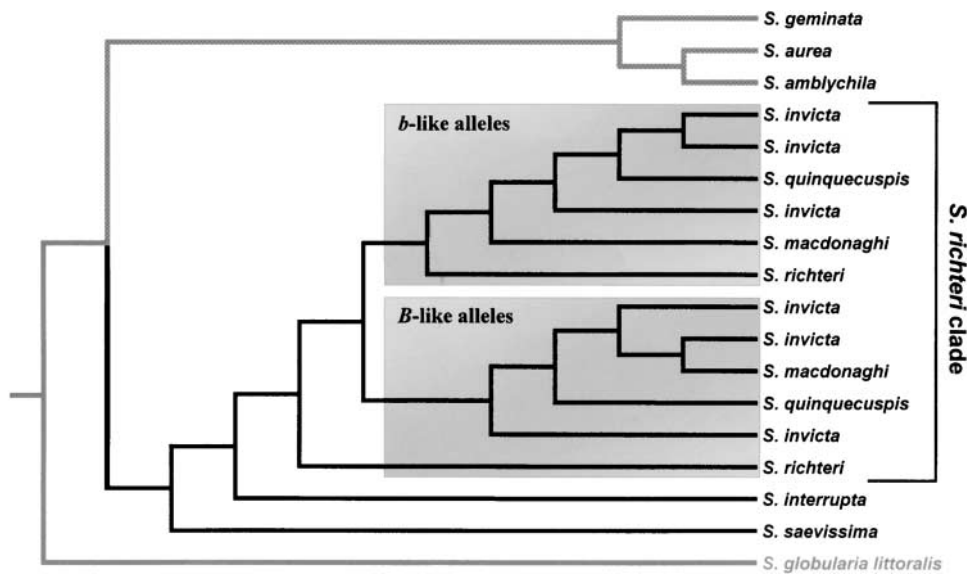 S. geminata
S. aurea
S. amblychila
b-like alleles
S. invicta
S. invicta
S. quinquecuspis
S. invicta
S. macdonaghi
S. richteri
B-like alleles
S. invicta
S. invicta
S. macdonaghi
S. quinquecuspis
S. invicta
S. richteri
S. richteri clade
S. interrupta
S. saevissima
S. globularia littoralis